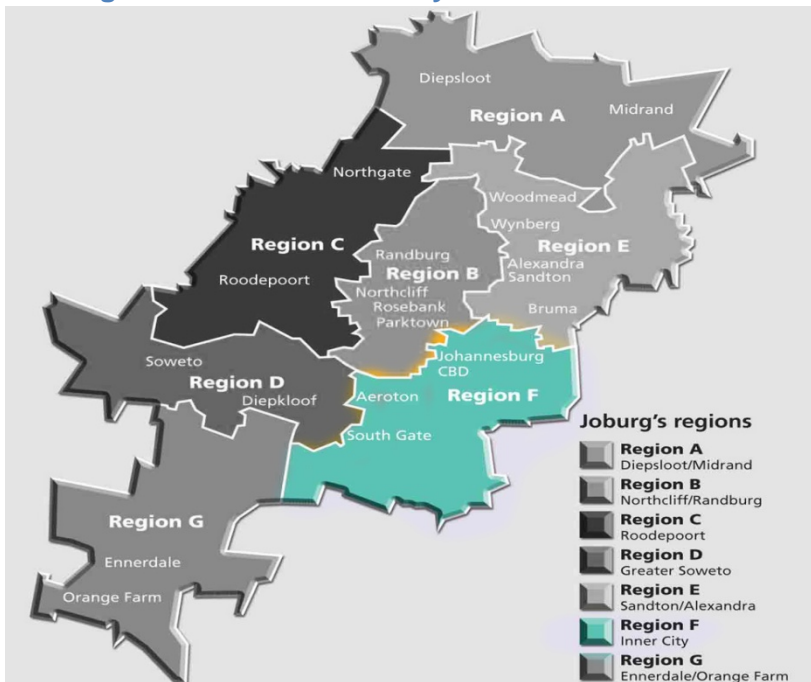 Diepsloot
Midrand
Region A
Northgate
Woodmead
Wynberg
Region C
Region E
Randburg
Alexandra
Region B
Sandton
Roodepoort
Northcliff
Rosebank
Parktown
Bruma
Johannesburg
CBD
Soweto
Region D
Diepkloof
Aeroton
Region F
South Gate
Region G
Ennerdale
Orange Farm
Joburg's regions
Region A
Diepsloot/Midrand
Region B
Northcliff/Randburg
Region C
Roodepoort
Region D
Greater Soweto
Region E
Sandton/Alexandra
Region F
Inner City
Region G
Ennerdale/Orange Farm